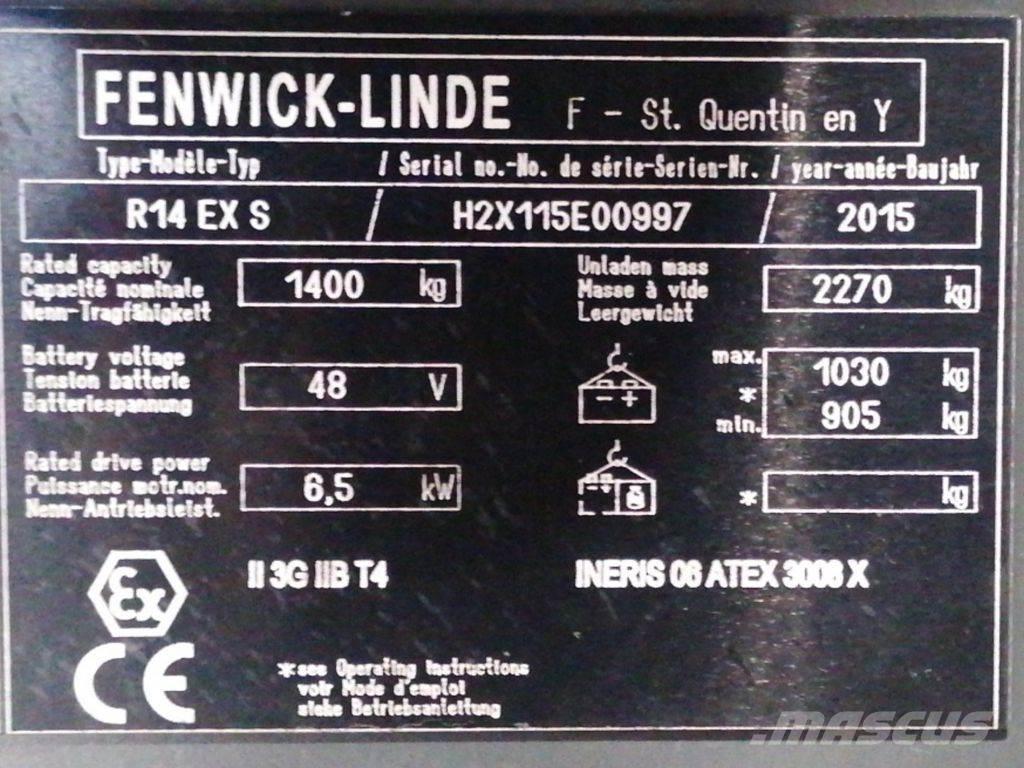 FENWICK-LINDE F - St. Quentin en Y
Type-Modèle-Typ / Serial no.-No. de série-Serien-Nr. / year-année-Baujahr
R14 EX S / H2X115E00997 / 2015
Rated capacity
Capacité nominale
Nenn-Tragfähigkeit
1400 kg
Unladen mass
Masse à vide
Leergewicht
2270 kg
Battery voltage
Tension batterie
Batteriespannung
48 V
max. 1030 kg
*
min. 905 kg
Rated drive power
Puissance motr.nom.
Nenn-Antriebsleist.
6,5 kW
* kg
Ex
II 3G IIB T4
INERIS 06 ATEX 3008 X
CE
*see Operating Instructions
voir Mode d'emploi
siehe Betriebsanleitung
.mascus